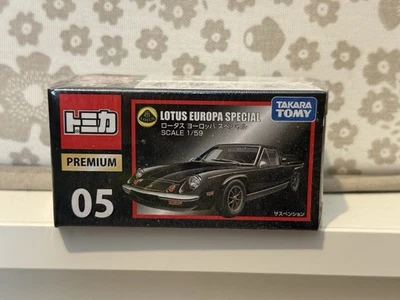 トミカ
PREMIUM
05
LOTUS EUROPA SPECIAL
ロータス ヨーロッパ スペシャル
SCALE 1/59
TAKARA
TOMY
サスペンション